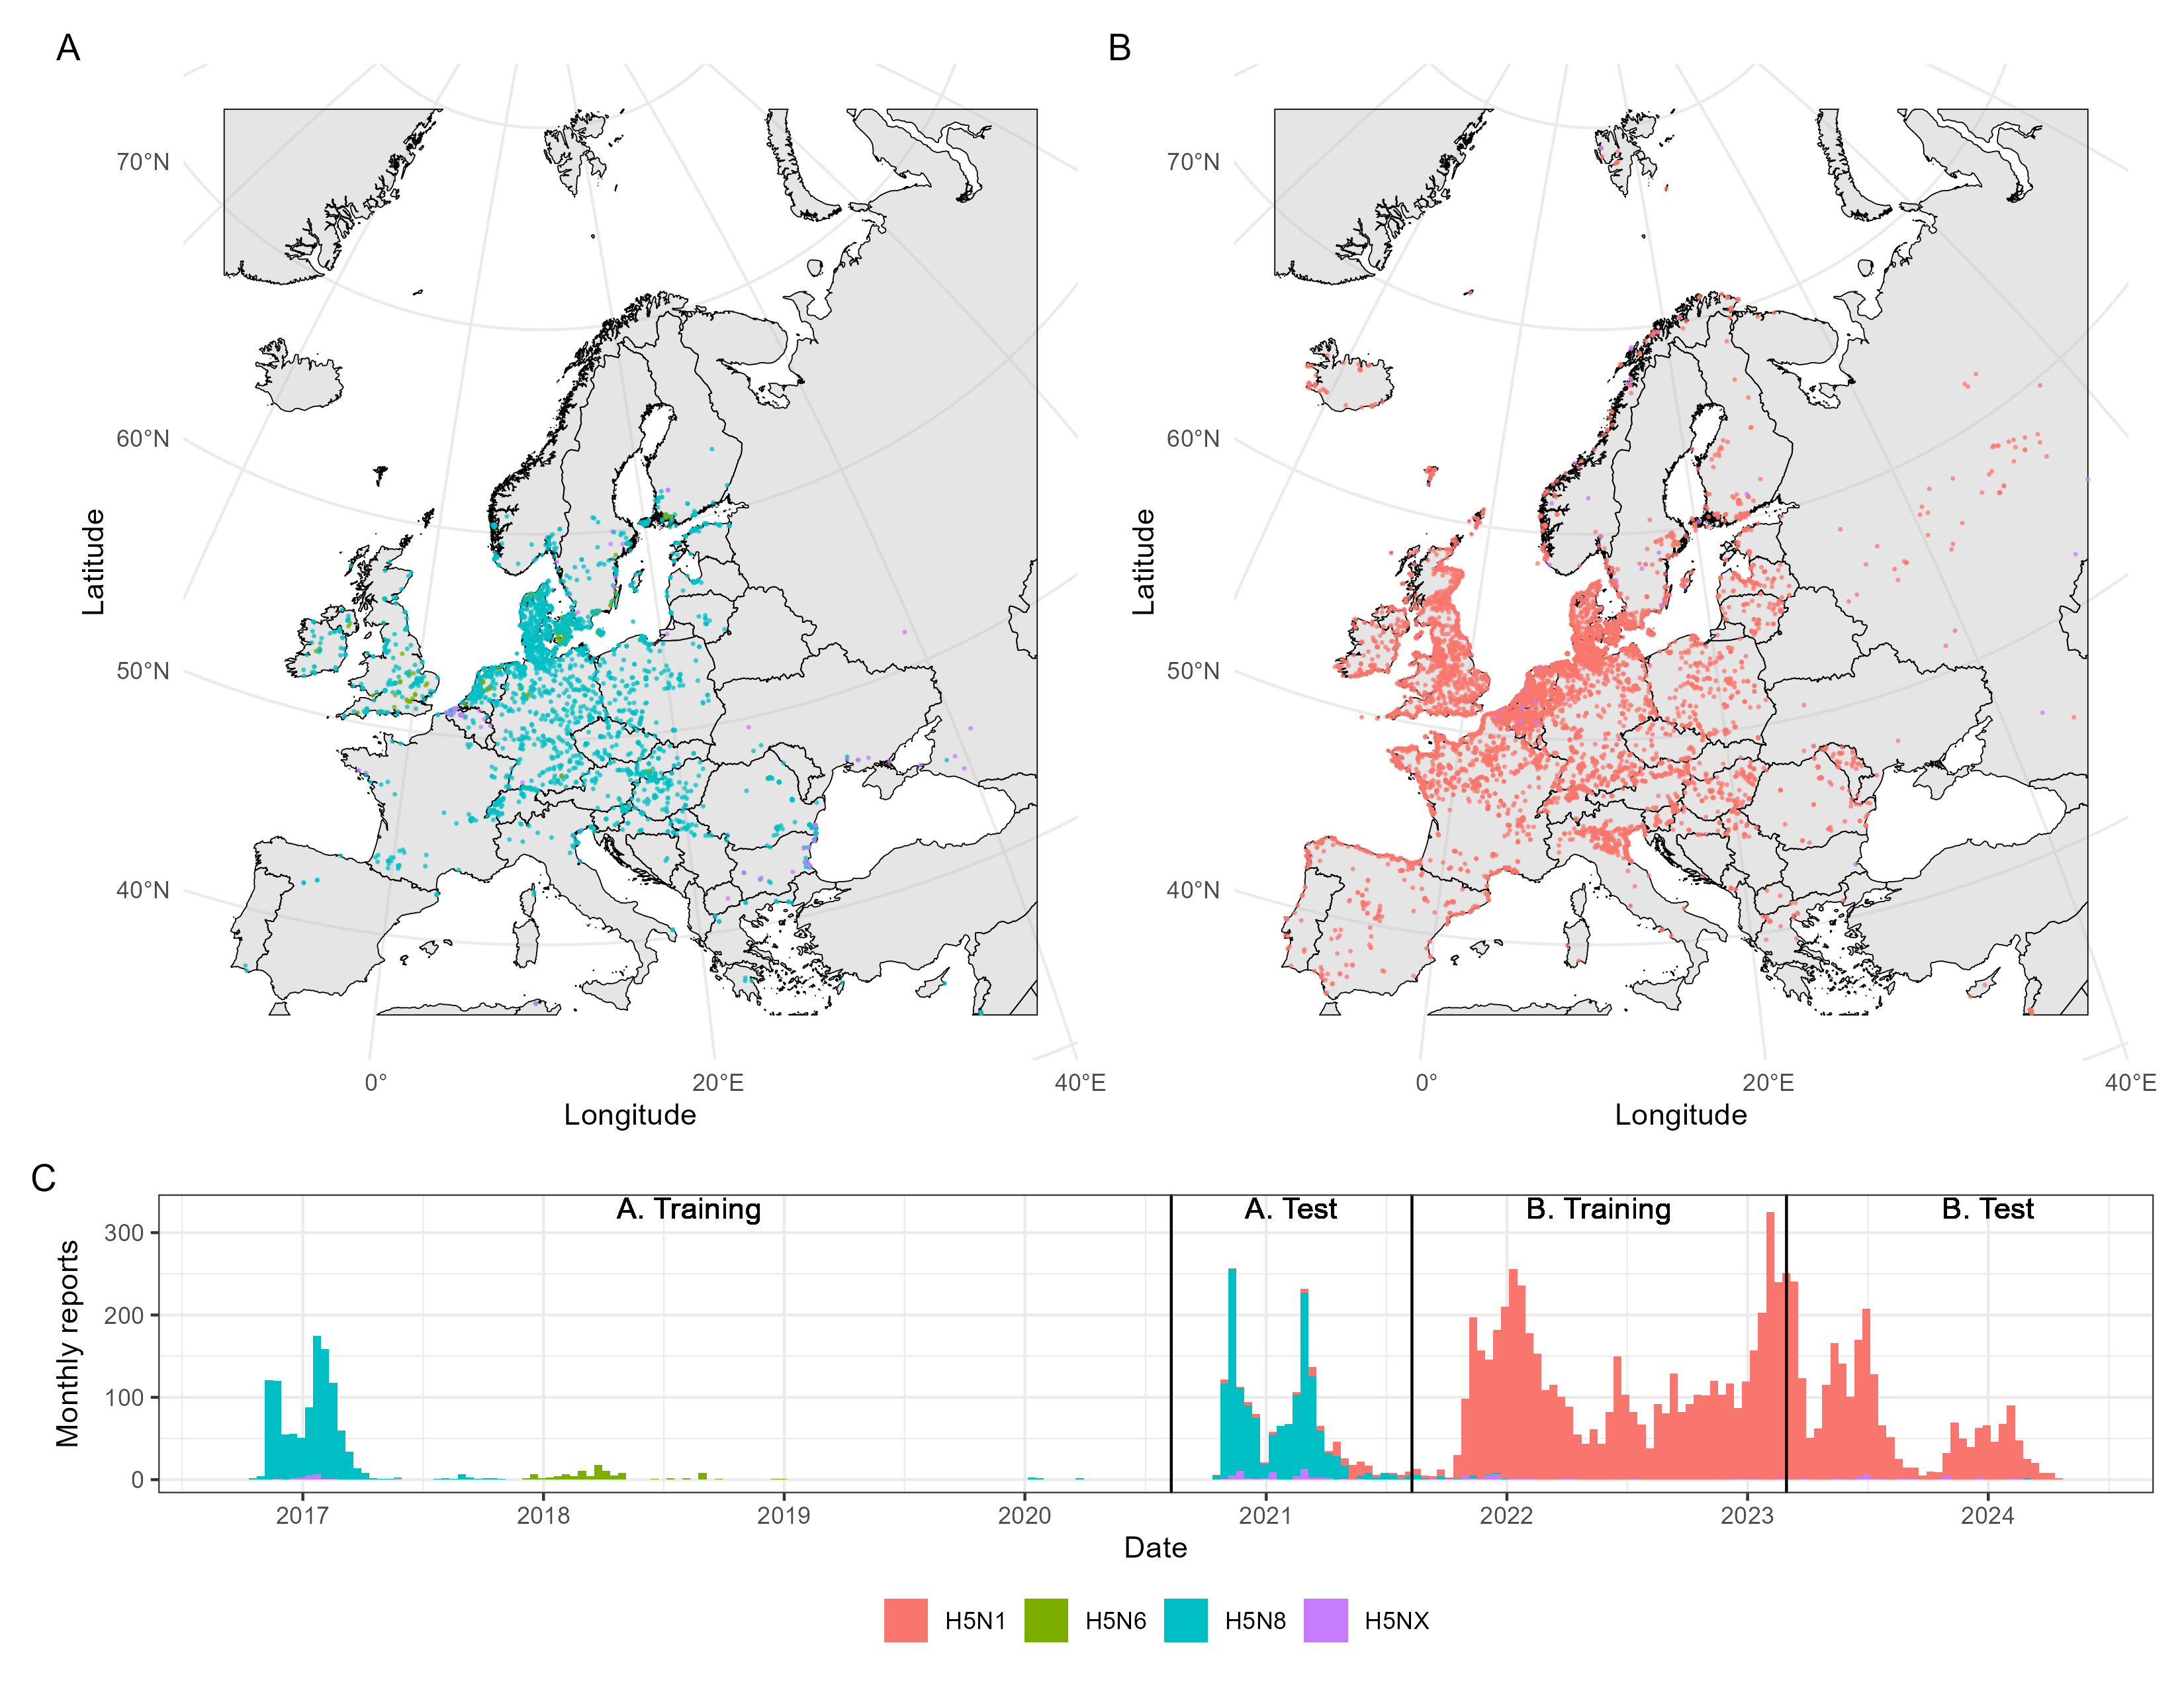 A
B
70°N
60°N
50°N
40°N
Latitude
0°
20°E
40°E
Longitude
70°N
60°N
50°N
40°N
Latitude
0°
20°E
40°E
Longitude
C
A. Training
A. Test
B. Training
B. Test
Monthly reports
300
200
100
0
2017
2018
2019
2020
2021
2022
2023
2024
Date
H5N1
H5N6
H5N8
H5NX